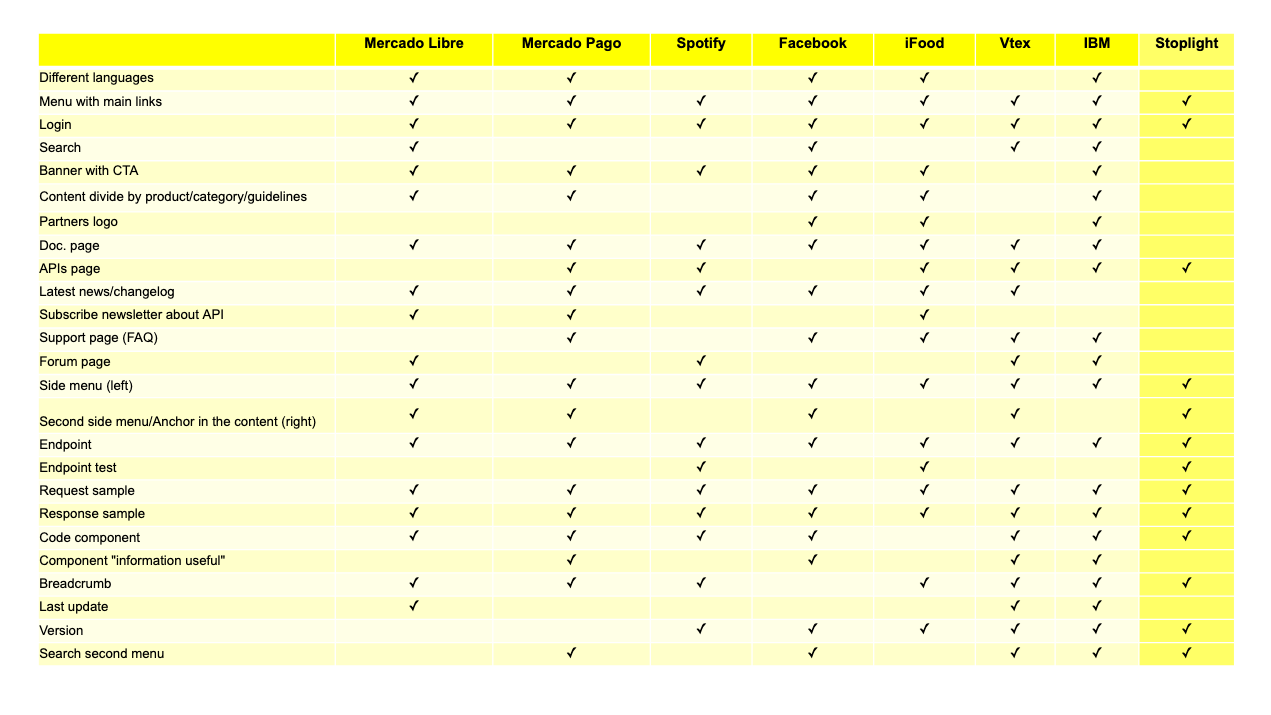 Mercado Libre Mercado Pago Spotify Facebook iFood Vtex IBM Stoplight
Different languages ✓ ✓ ✓ ✓ ✓
Menu with main links ✓ ✓ ✓ ✓ ✓ ✓ ✓ ✓
Login ✓ ✓ ✓ ✓ ✓ ✓ ✓ ✓
Search ✓ ✓ ✓ ✓
Banner with CTA ✓ ✓ ✓ ✓ ✓ ✓
Content divide by product/category/guidelines ✓ ✓ ✓ ✓ ✓
Partners logo ✓ ✓ ✓
Doc. page ✓ ✓ ✓ ✓ ✓ ✓ ✓
APIs page ✓ ✓ ✓ ✓ ✓ ✓
Latest news/changelog ✓ ✓ ✓ ✓ ✓ ✓
Subscribe newsletter about API ✓ ✓ ✓
Support page (FAQ) ✓ ✓ ✓ ✓ ✓
Forum page ✓ ✓ ✓ ✓
Side menu (left) ✓ ✓ ✓ ✓ ✓ ✓ ✓ ✓
Second side menu/Anchor in the content (right) ✓ ✓ ✓ ✓ ✓
Endpoint ✓ ✓ ✓ ✓ ✓ ✓ ✓ ✓
Endpoint test ✓ ✓ ✓
Request sample ✓ ✓ ✓ ✓ ✓ ✓ ✓ ✓
Response sample ✓ ✓ ✓ ✓ ✓ ✓ ✓ ✓
Code component ✓ ✓ ✓ ✓ ✓ ✓ ✓
Component "information useful" ✓ ✓ ✓ ✓
Breadcrumb ✓ ✓ ✓ ✓ ✓ ✓ ✓
Last update ✓ ✓ ✓
Version ✓ ✓ ✓ ✓ ✓ ✓
Search second menu ✓ ✓ ✓ ✓ ✓